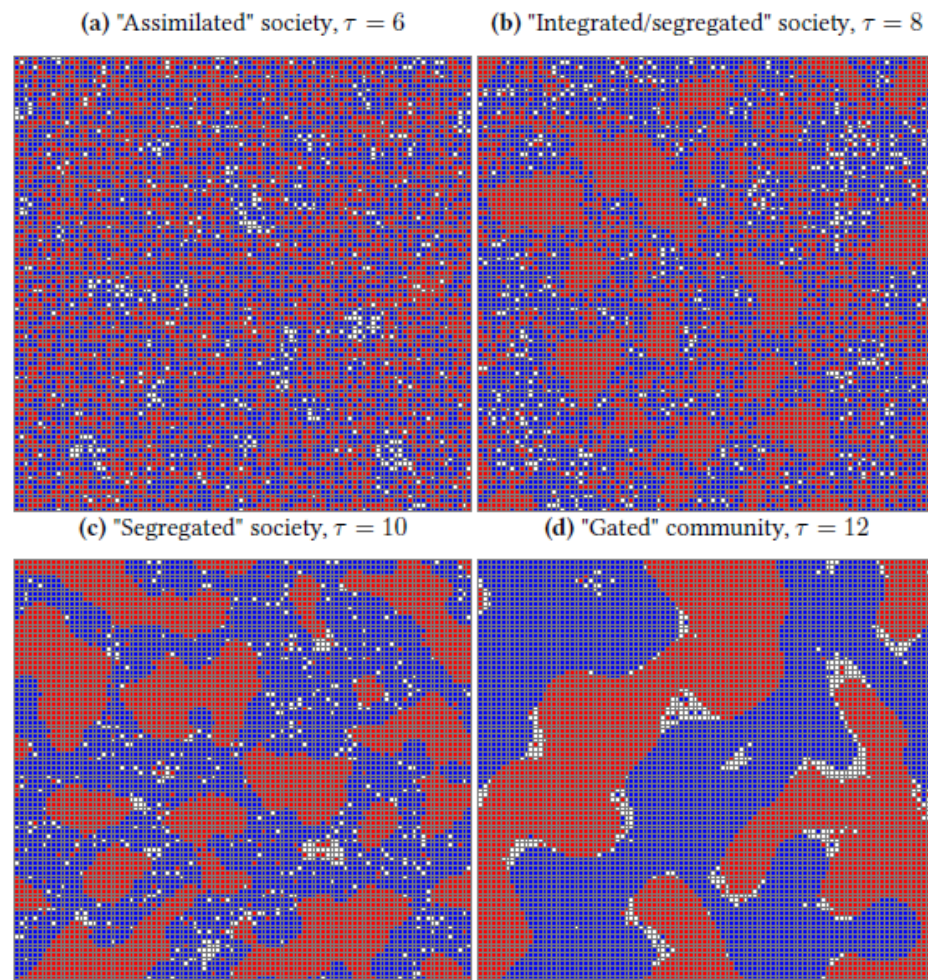 (a) "Assimilated" society, τ = 6
(b) "Integrated/segregated" society, τ = 8
(c) "Segregated" society, τ = 10
(d) "Gated" community, τ = 12